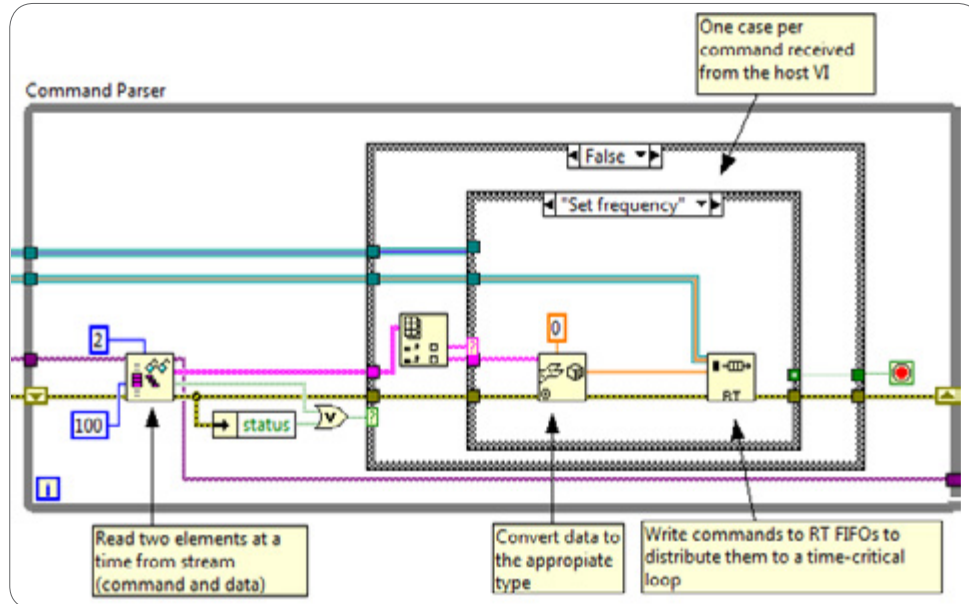 One case per
command received
from the host VI
Command Parser
False
"Set frequency"
2
0
100
status
v
RT
i
Read two elements at a
time from stream
(command and data)
Convert data to
the appropiate
type
Write commands to RT FIFOs to
distribute them to a time-critical
loop